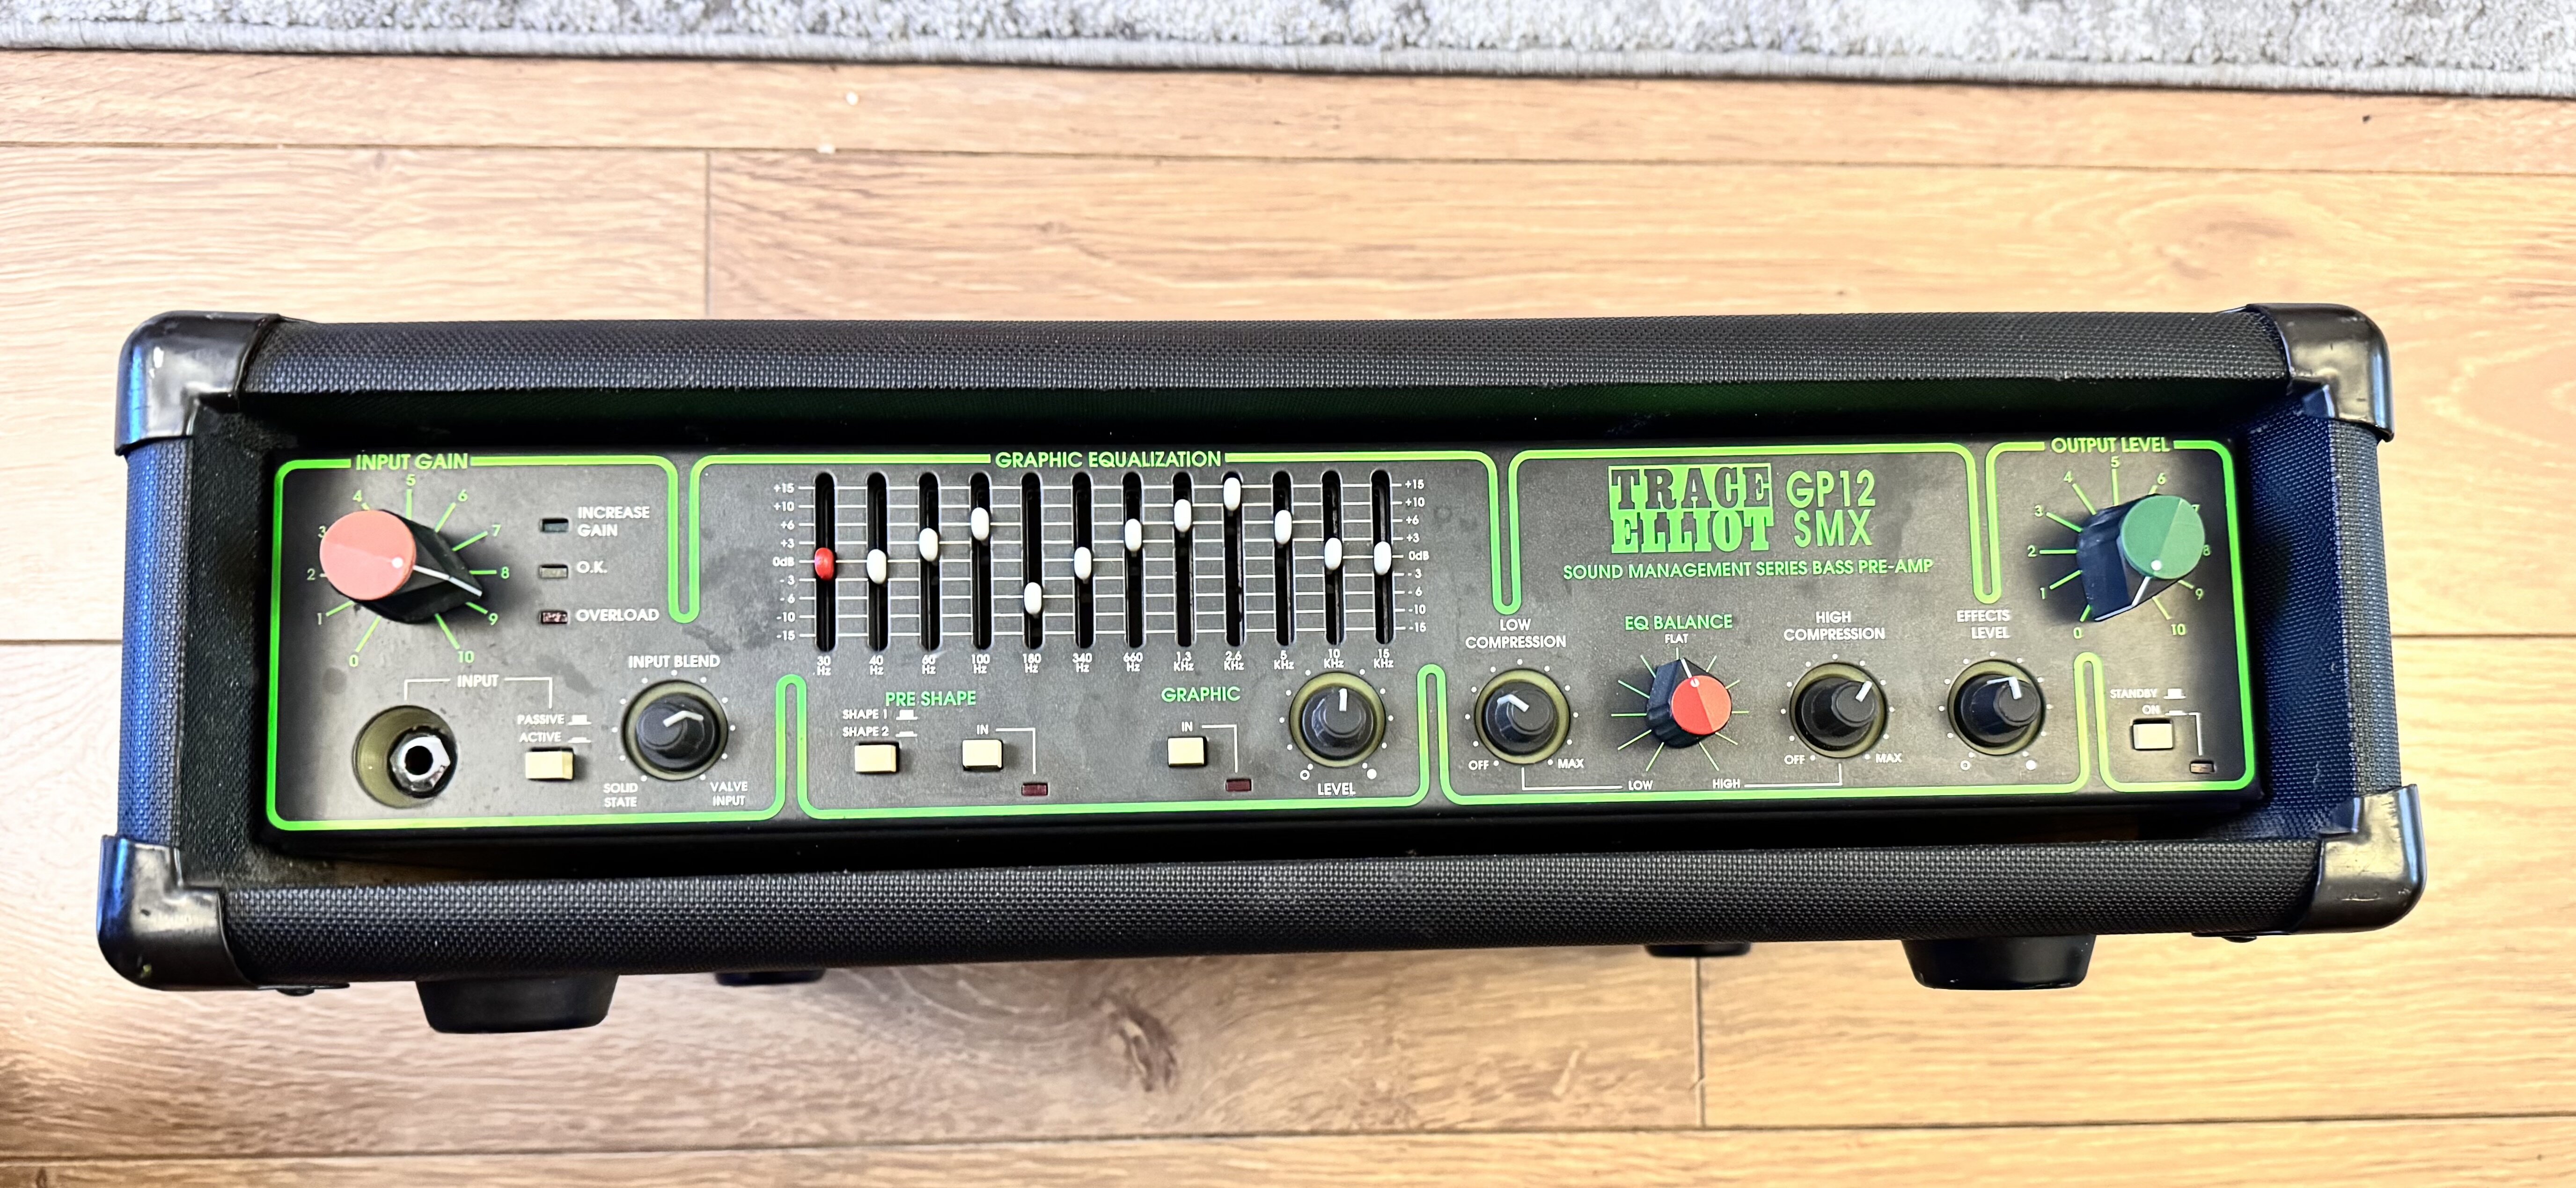 INPUT GAIN
0
1
2
3
4
5
6
7
8
9
10
INCREASE
GAIN
O.K.
OVERLOAD
INPUT
PASSIVE
ACTIVE
INPUT BLEND
SOLID
STATE
VALVE
INPUT
GRAPHIC EQUALIZATION
+15
+10
+6
+3
0dB
-3
-6
-10
-15
+15
+10
+6
+3
0dB
-3
-6
-10
-15
30
Hz
40
Hz
60
Hz
100
Hz
180
Hz
340
Hz
660
Hz
1.3
KHz
2.6
KHz
5
KHz
10
KHz
15
KHz
PRE SHAPE
SHAPE 1
SHAPE 2
IN
GRAPHIC
IN
LEVEL
TRACE
ELLIOT
GP12
SMX
SOUND MANAGEMENT SERIES BASS PRE-AMP
LOW
COMPRESSION
OFF
MAX
EQ BALANCE
FLAT
LOW
HIGH
HIGH
COMPRESSION
OFF
MAX
EFFECTS
LEVEL
OUTPUT LEVEL
0
1
2
3
4
5
6
7
8
9
10
STANDBY
ON